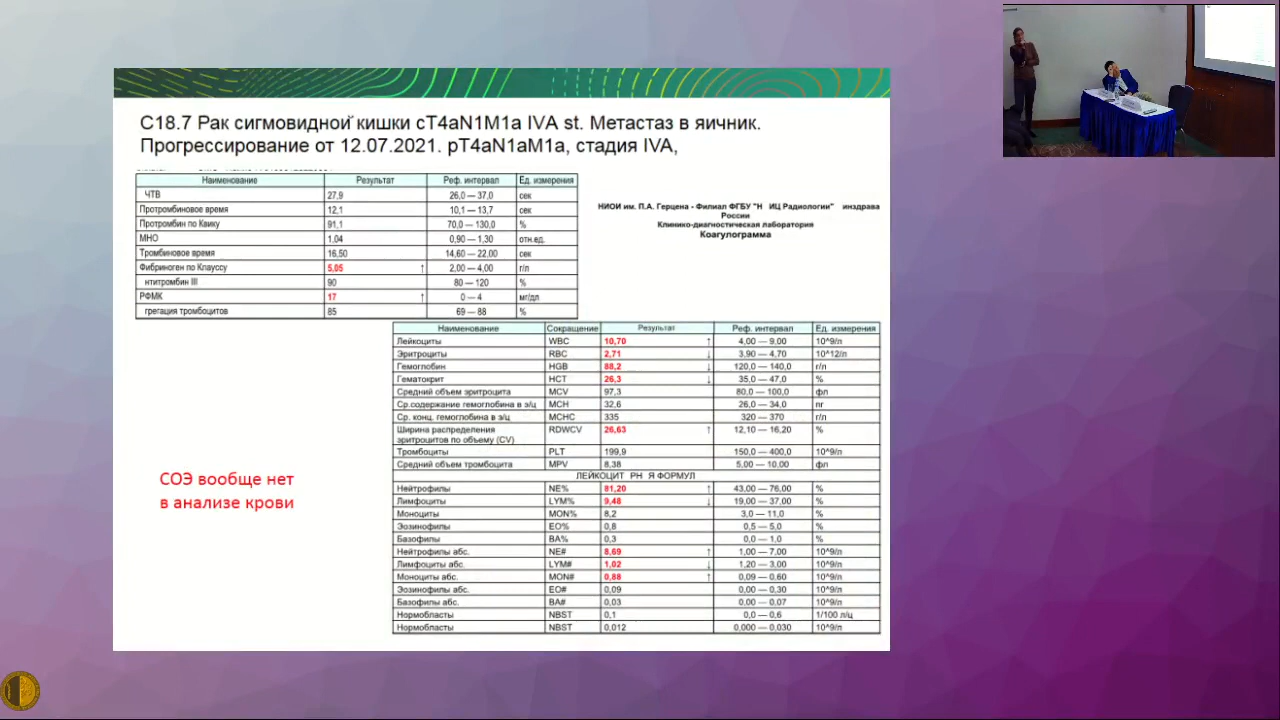 С18.7 Рак сигмовидной кишки cT4aN1M1a IVA st. Метастаз в яичник.
Прогрессирование от 12.07.2021. pT4aN1aM1a, стадия IVA,
Наименование Результат Реф. интервал Ед. измерения
ЧТВ 27,9 26,0 — 37,0 сек
Протромбиновое время 12,1 10,1 — 13,7 сек
Протромбин по Квику 91,1 70,0 — 130,0 %
МНО 1.04 0,90 — 1,30 отн.ед.
Тромбиновое время 16,50 14,60 — 22,00 сек
Фибриноген по Клауссу 5,05 ↑ 2,00 — 4,00 г/л
нтитромбин III 90 80 — 120 %
РФМК 17 ↑ 0 — 4 мг/дл
грегация тромбоцитов 85 69 — 88 %
НИОИ им. П.А. Герцена - Филиал ФГБУ "Н ИЦ Радиологии" инздрава
России
Клинико-диагностическая лаборатория
Коагулограмма
Наименование Сокращение Результат Реф. интервал Ед. измерения
Лейкоциты WBC 10,70 ↑ 4,00 — 9,00 10^9/л
Эритроциты RBC 2,71 ↓ 3,90 — 4,70 10^12/л
Гемоглобин HGB 88,2 ↓ 120,0 — 140,0 г/л
Гематокрит HCT 26,3 ↓ 35,0 — 47,0 %
Средний объем эритроцита MCV 97,3 80,0 — 100,0 фл
Ср.содержание гемоглобина в э/ц MCH 32,6 26,0 — 34,0 пг
Ср. конц. гемоглобина в э/ц MCHC 335 320 — 370 г/л
Ширина распределения RDWCV 26,63 ↑ 12,10 — 16,20 %
эритроцитов по объему (CV)
Тромбоциты PLT 199,9 150,0 — 400,0 10^9/л
Средний объем тромбоцита MPV 8,38 5,00 — 10,00 фл
ЛЕЙКОЦИТ РН Я ФОРМУЛ
Нейтрофилы NE% 81,20 ↑ 43,00 — 76,00 %
Лимфоциты LYM% 9,48 ↓ 19,00 — 37,00 %
Моноциты MON% 8,2 3,0 — 11,0 %
Эозинофилы EO% 0,8 0,5 — 5,0 %
Базофилы BA% 0,3 0,0 — 1,0 %
Нейтрофилы абс. NE# 8,69 ↑ 1,00 — 7,00 10^9/л
Лимфоциты абс. LYM# 1,02 ↓ 1,20 — 3,00 10^9/л
Моноциты абс. MON# 0,88 ↑ 0,09 — 0,60 10^9/л
Эозинофилы абс. EO# 0,09 0,00 — 0,30 10^9/л
Базофилы абс. BA# 0,03 0,00 — 0,07 10^9/л
Нормобласты NBST 0,1 0,0 — 0,6 1/100 л/ц
Нормобласты NBST 0,012 0,000 — 0,030 10^9/л
СОЭ вообще нет
в анализе крови